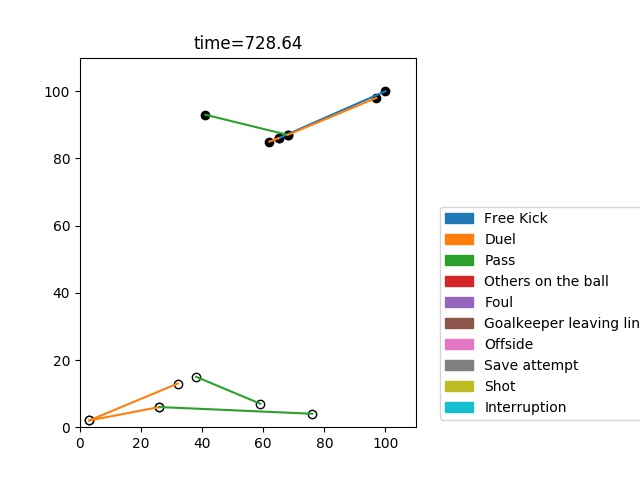 time=728.64
100
80
60
40
20
0
0 20 40 60 80 100
Free Kick
Duel
Pass
Others on the ball
Foul
Goalkeeper leaving lin
Offside
Save attempt
Shot
Interruption